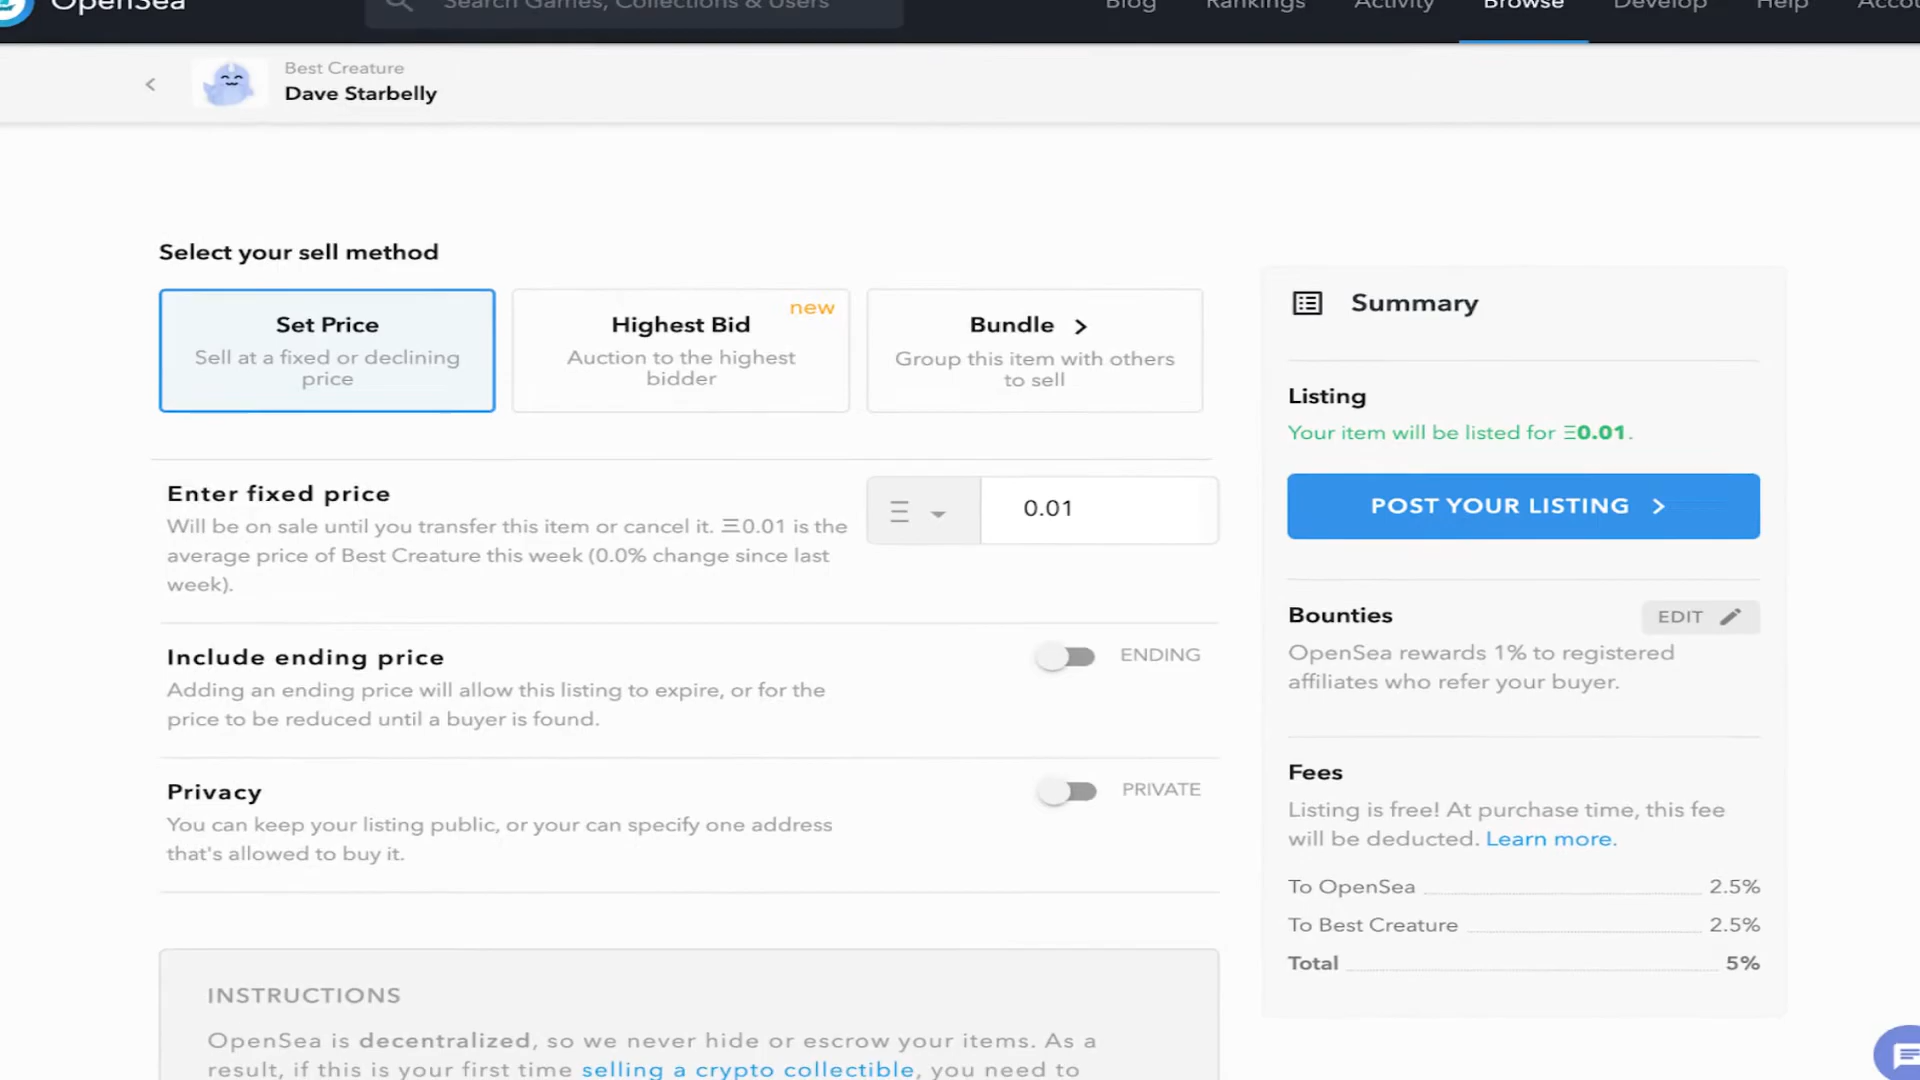 OpenSea
Search Games, Collections & Users
Blog
Rankings
Activity
Browse
Develop
Help
Best Creature
Dave Starbelly
Select your sell method
Set Price
Sell at a fixed or declining
price
new
Highest Bid
Auction to the highest
bidder
Bundle >
Group this item with others
to sell
Enter fixed price
Will be on sale until you transfer this item or cancel it. Ξ0.01 is the
average price of Best Creature this week (0.0% change since last
week).
Ξ
0.01
Include ending price
Adding an ending price will allow this listing to expire, or for the
price to be reduced until a buyer is found.
ENDING
Privacy
You can keep your listing public, or your can specify one address
that's allowed to buy it.
PRIVATE
INSTRUCTIONS
OpenSea is decentralized, so we never hide or escrow your items. As a
result, if this is your first time selling a crypto collectible, you need to
Summary
Listing
Your item will be listed for Ξ0.01.
POST YOUR LISTING >
Bounties
EDIT
OpenSea rewards 1% to registered
affiliates who refer your buyer.
Fees
Listing is free! At purchase time, this fee
will be deducted. Learn more.
To OpenSea 2.5%
To Best Creature 2.5%
Total 5%